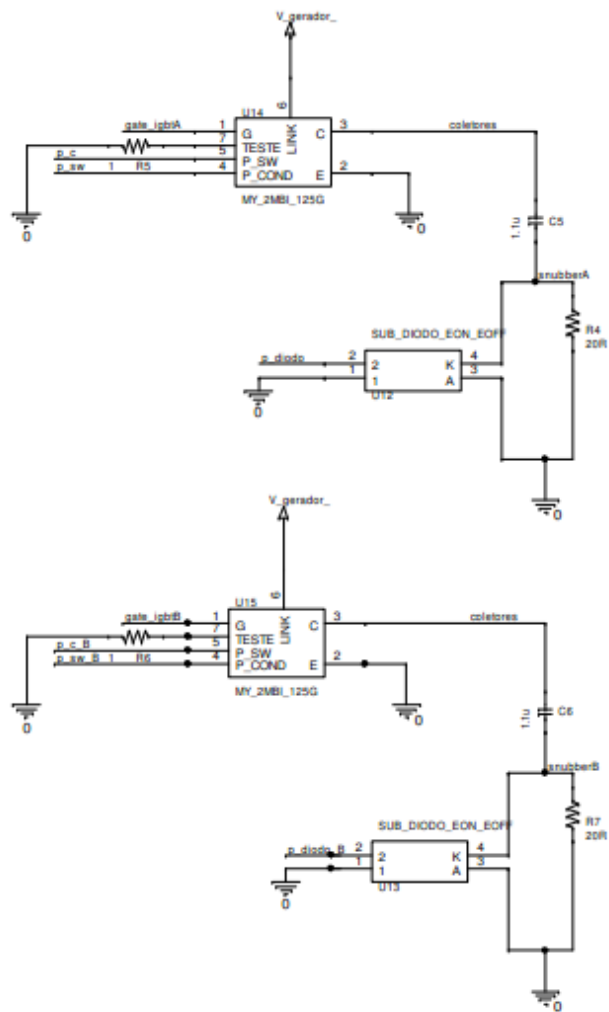 V_gerador_
6
U14
gate_igbtA 1 G LINK C 3 coletores
7 TESTE
p_c 5 P_SW
p_sw 1 R5 4 P_COND E 2
MY_2MBI_125G
0
0
1.1u C5
snubberA
R4
20R
SUB_DIODO_EON_EOFF
p_diodo 2 2 K 4
1 1 A 3
U12
0
0
V_gerador_
6
U15
gate_igbtB 1 G LINK C 3 coletores
7 TESTE
p_c_B 5 P_SW
p_sw_B 1 R6 4 P_COND E 2
MY_2MBI_125G
0
0
1.1u C6
snubberB
R7
20R
SUB_DIODO_EON_EOFF
p_diodo_B 2 2 K 4
1 1 A 3
U13
0
0